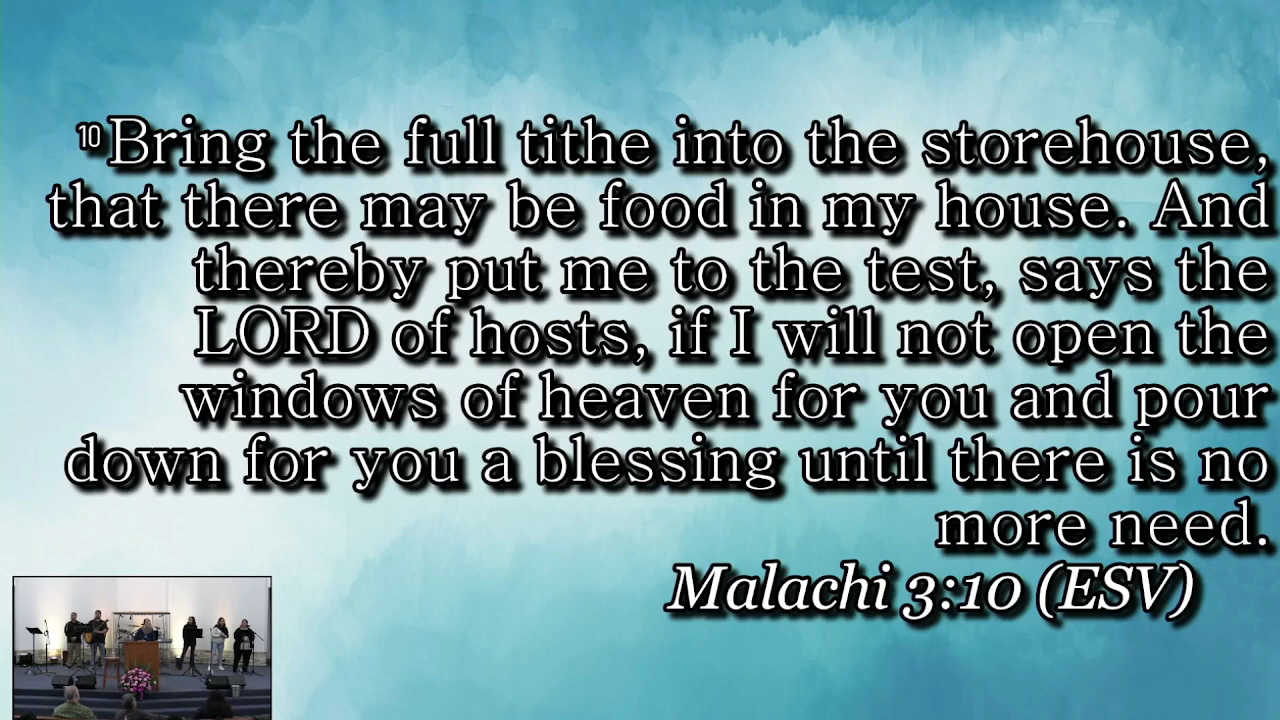 10 Bring the full tithe into the storehouse,
that there may be food in my house. And
thereby put me to the test, says the
LORD of hosts, if I will not open the
windows of heaven for you and pour
down for you a blessing until there is no
more need.
Malachi 3:10 (ESV)